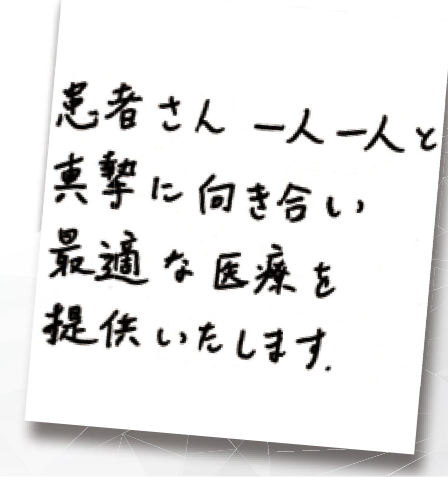 患者さん一人一人と
真摯に向き合い
最適な医療を
提供いたします.